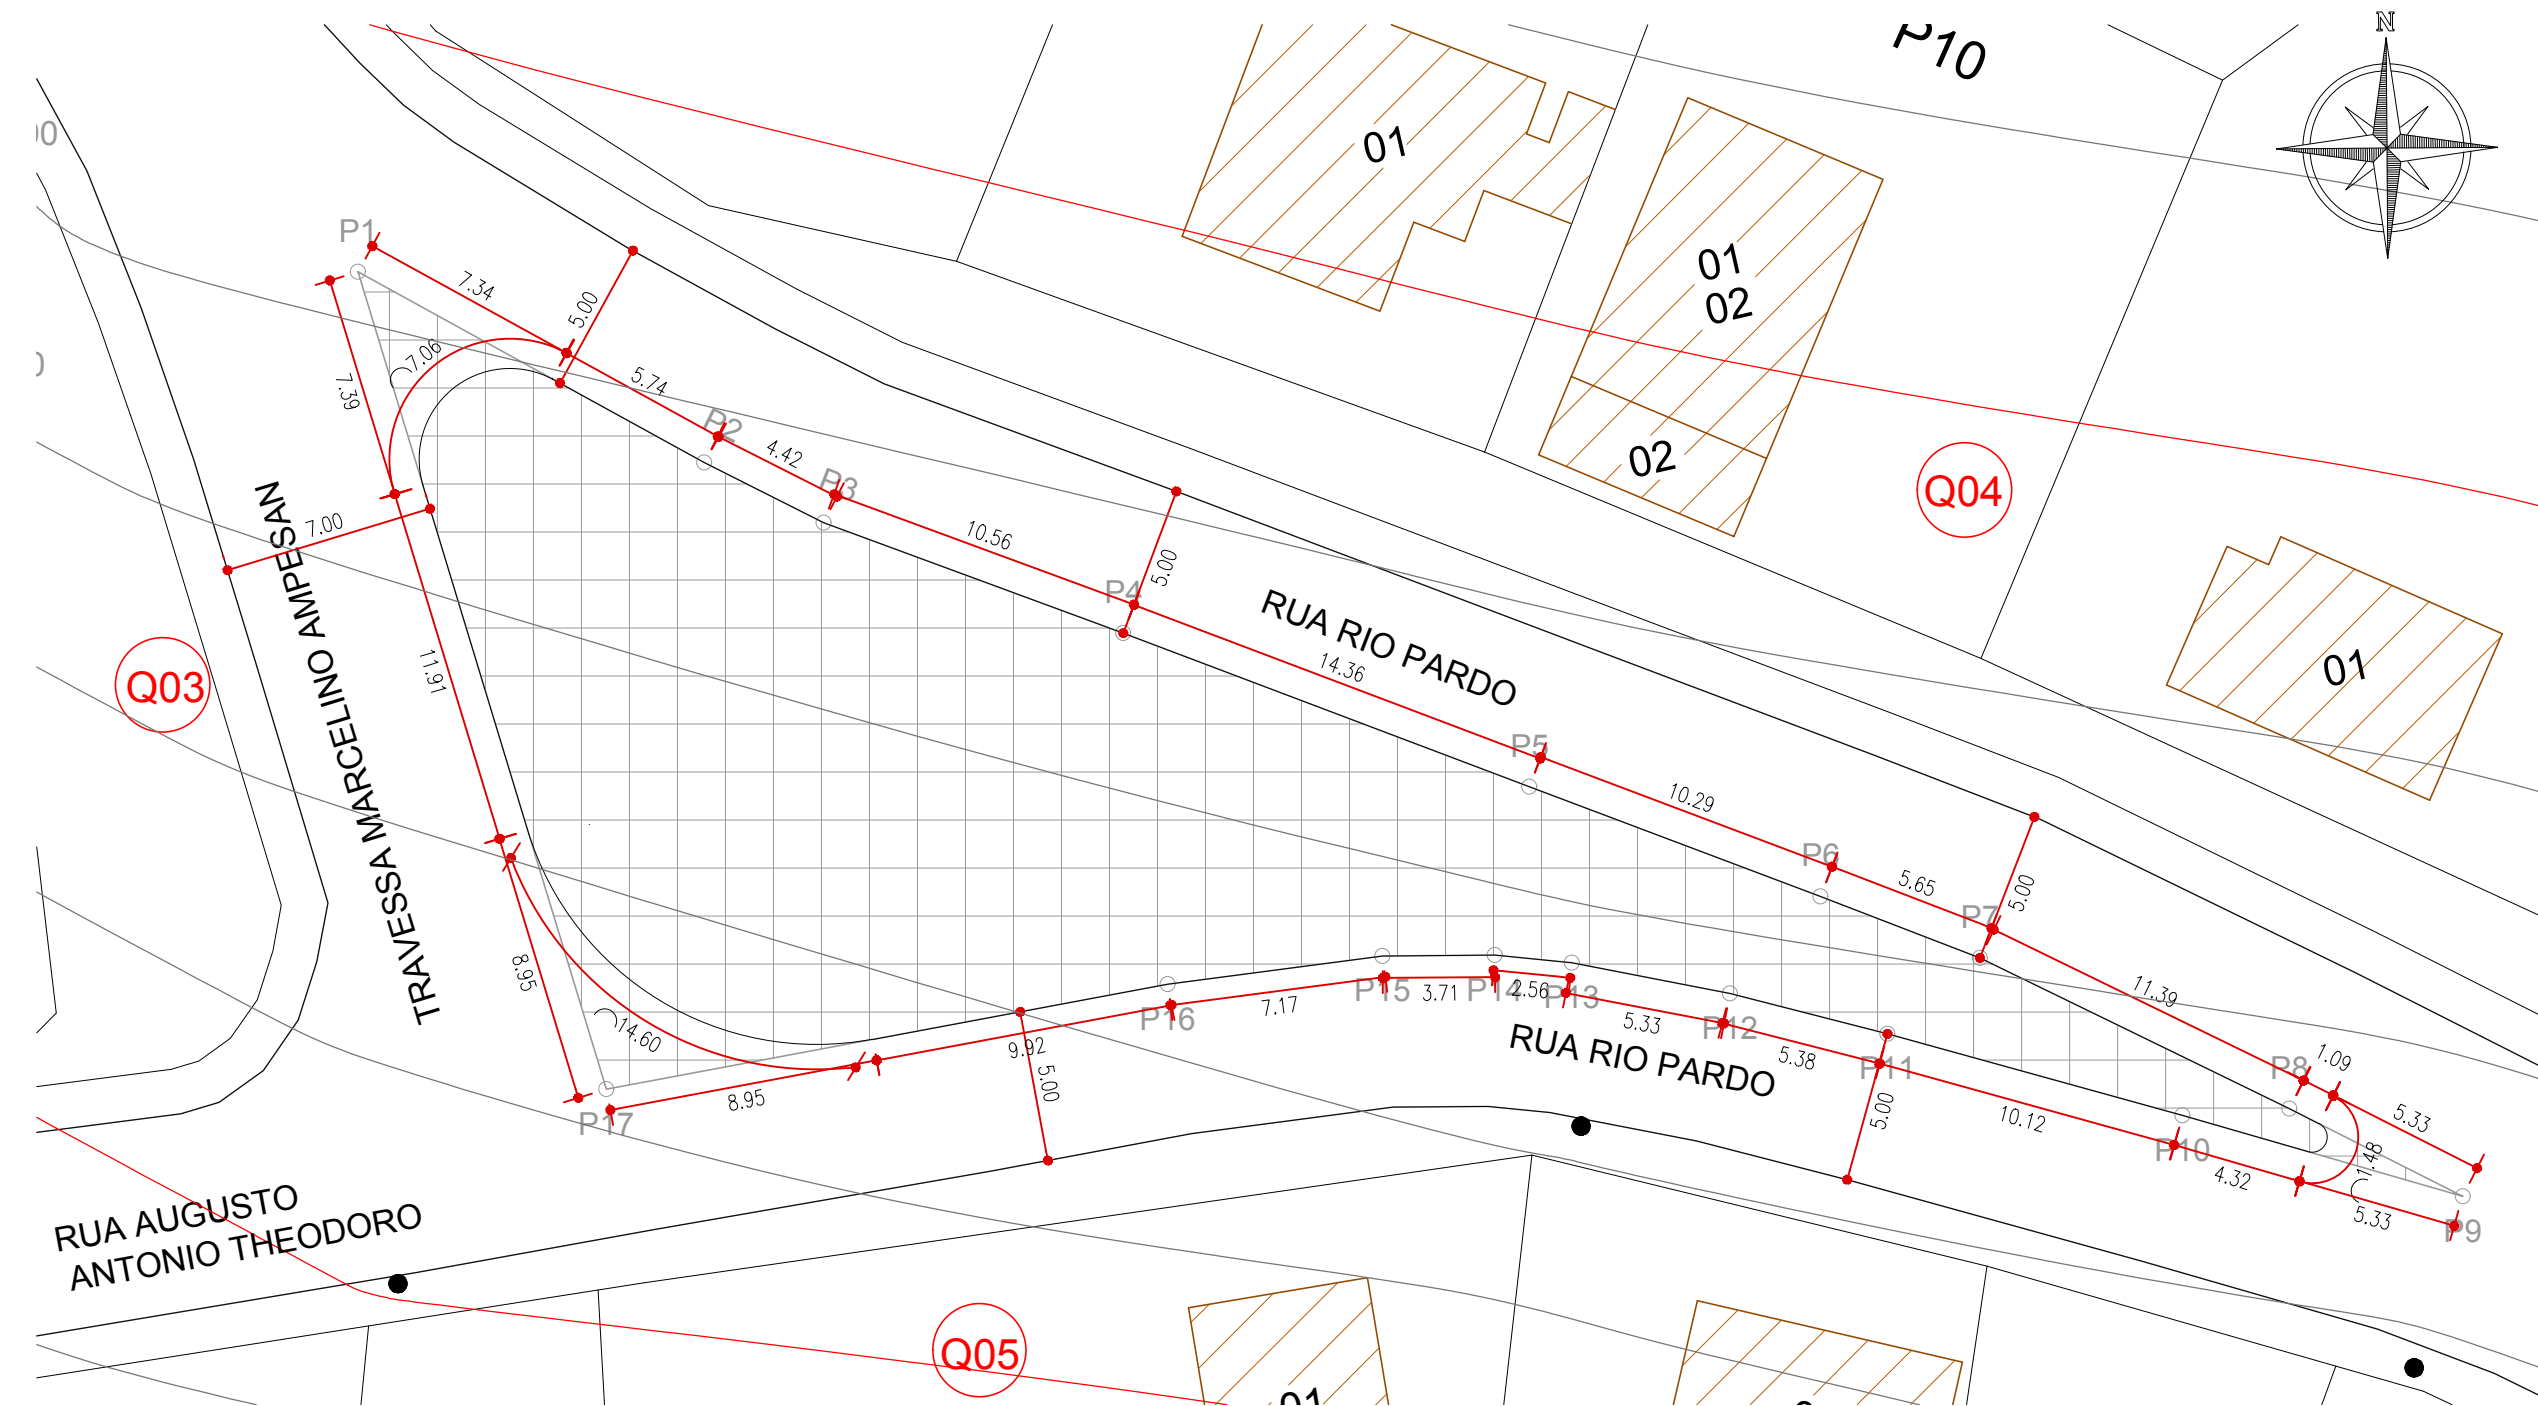 N
P10
01
01
02
02
01
Q04
Q03
Q05
P1
7.34
5.00
7.06
7.39
5.74
P2
4.42
P3
10.56
7.00
P4
5.00
RUA RIO PARDO
14.36
P5
10.29
P6
5.65
P7
5.00
11.39
P8
1.09
5.33
1.48
P9
5.33
4.32
P10
10.12
P11
5.00
5.38
P12
5.33
P13
2.56
P14
3.71
P15
7.17
P16
9.92
5.00
8.95
P17
14.60
8.95
11.91
TRAVESSA MARCELINO AMPESSAN
RUA RIO PARDO
RUA AUGUSTO
ANTONIO THEODORO
01